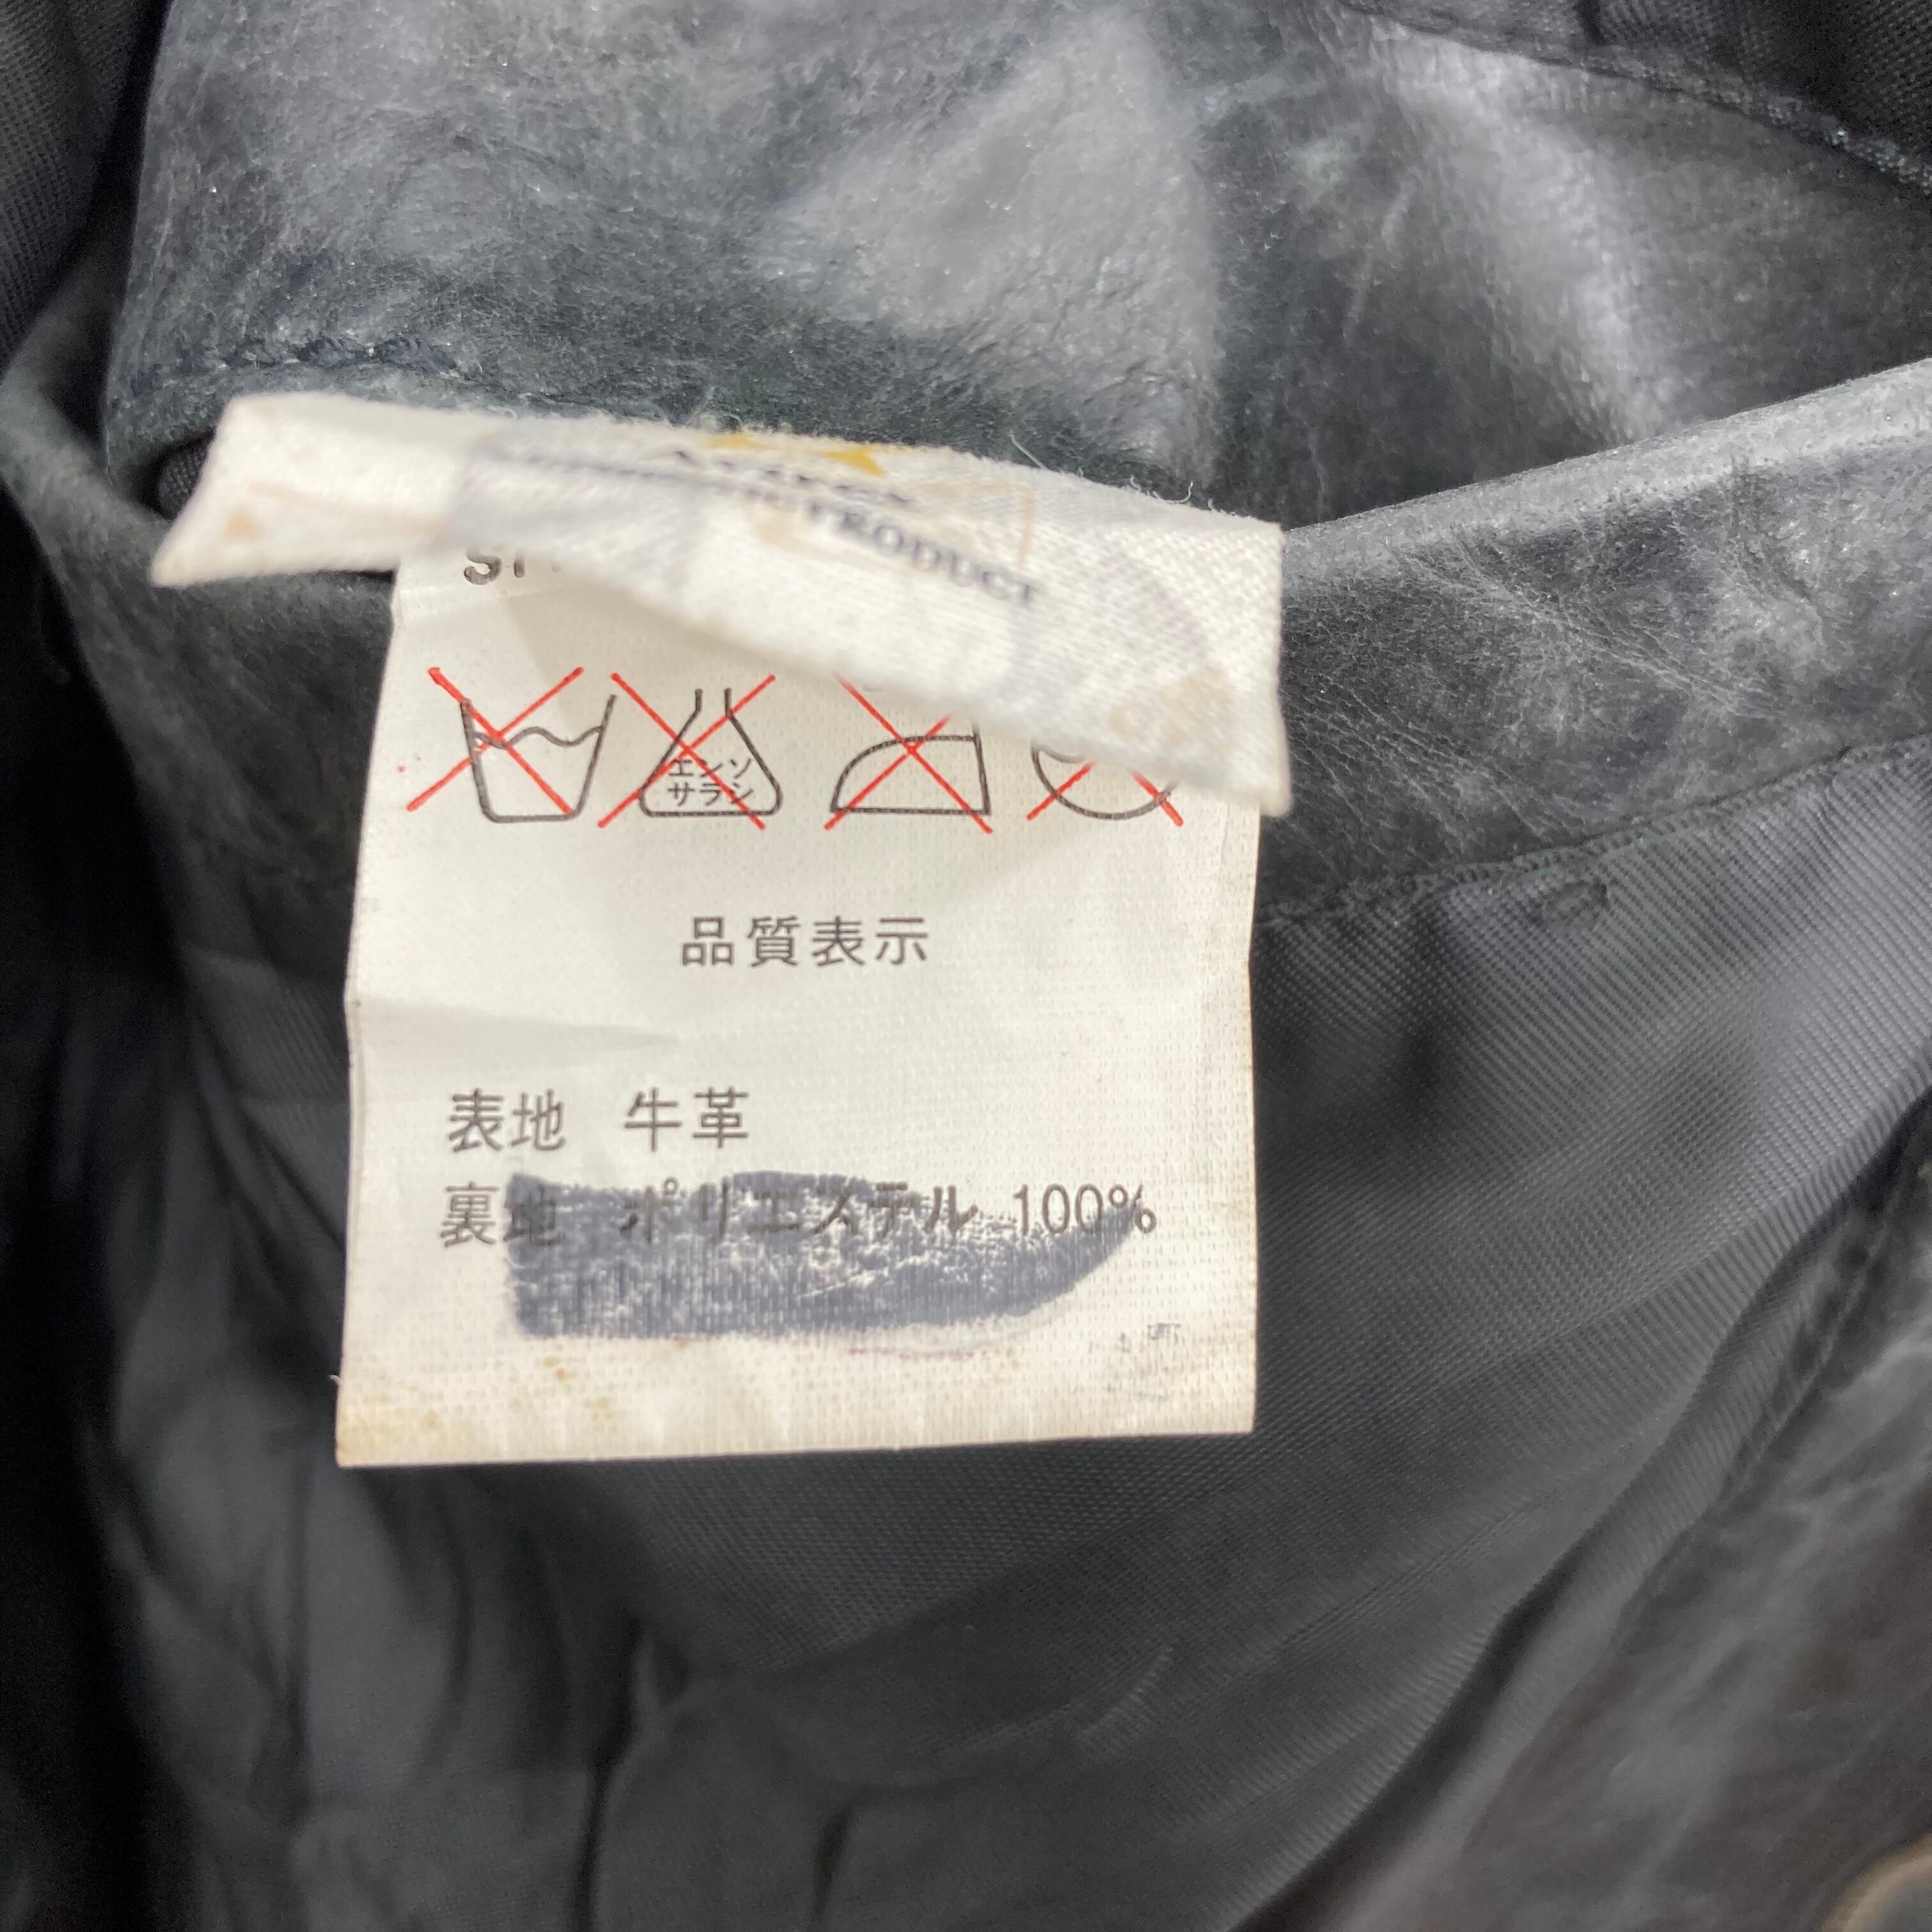 PRODUCT
エンソ
サラシ
品質表示
表地 牛革
裏地 ポリエステル 100%